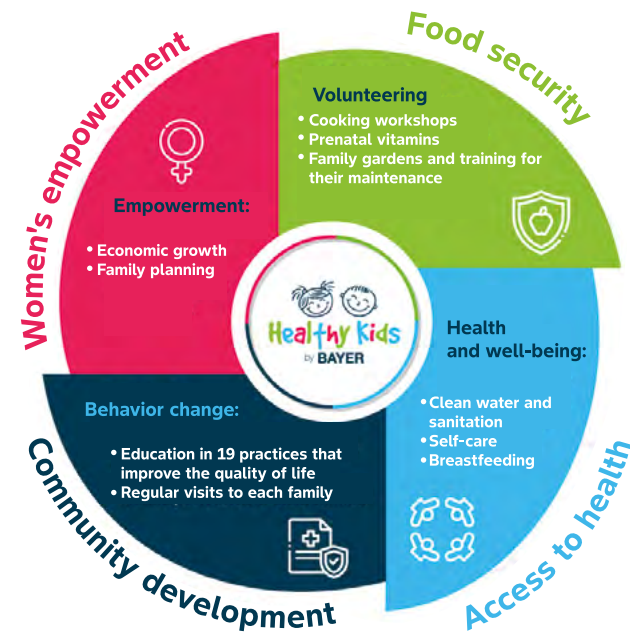 Women's empowerment
Empowerment:
• Economic growth
• Family planning
Food security
Volunteering
• Cooking workshops
• Prenatal vitamins
• Family gardens and training for
their maintenance
Healthy Kids
by BAYER
Health
and well-being:
• Clean water and
sanitation
• Self-care
• Breastfeeding
Access to health
Behavior change:
• Education in 19 practices that
improve the quality of life
• Regular visits to each family
Community development